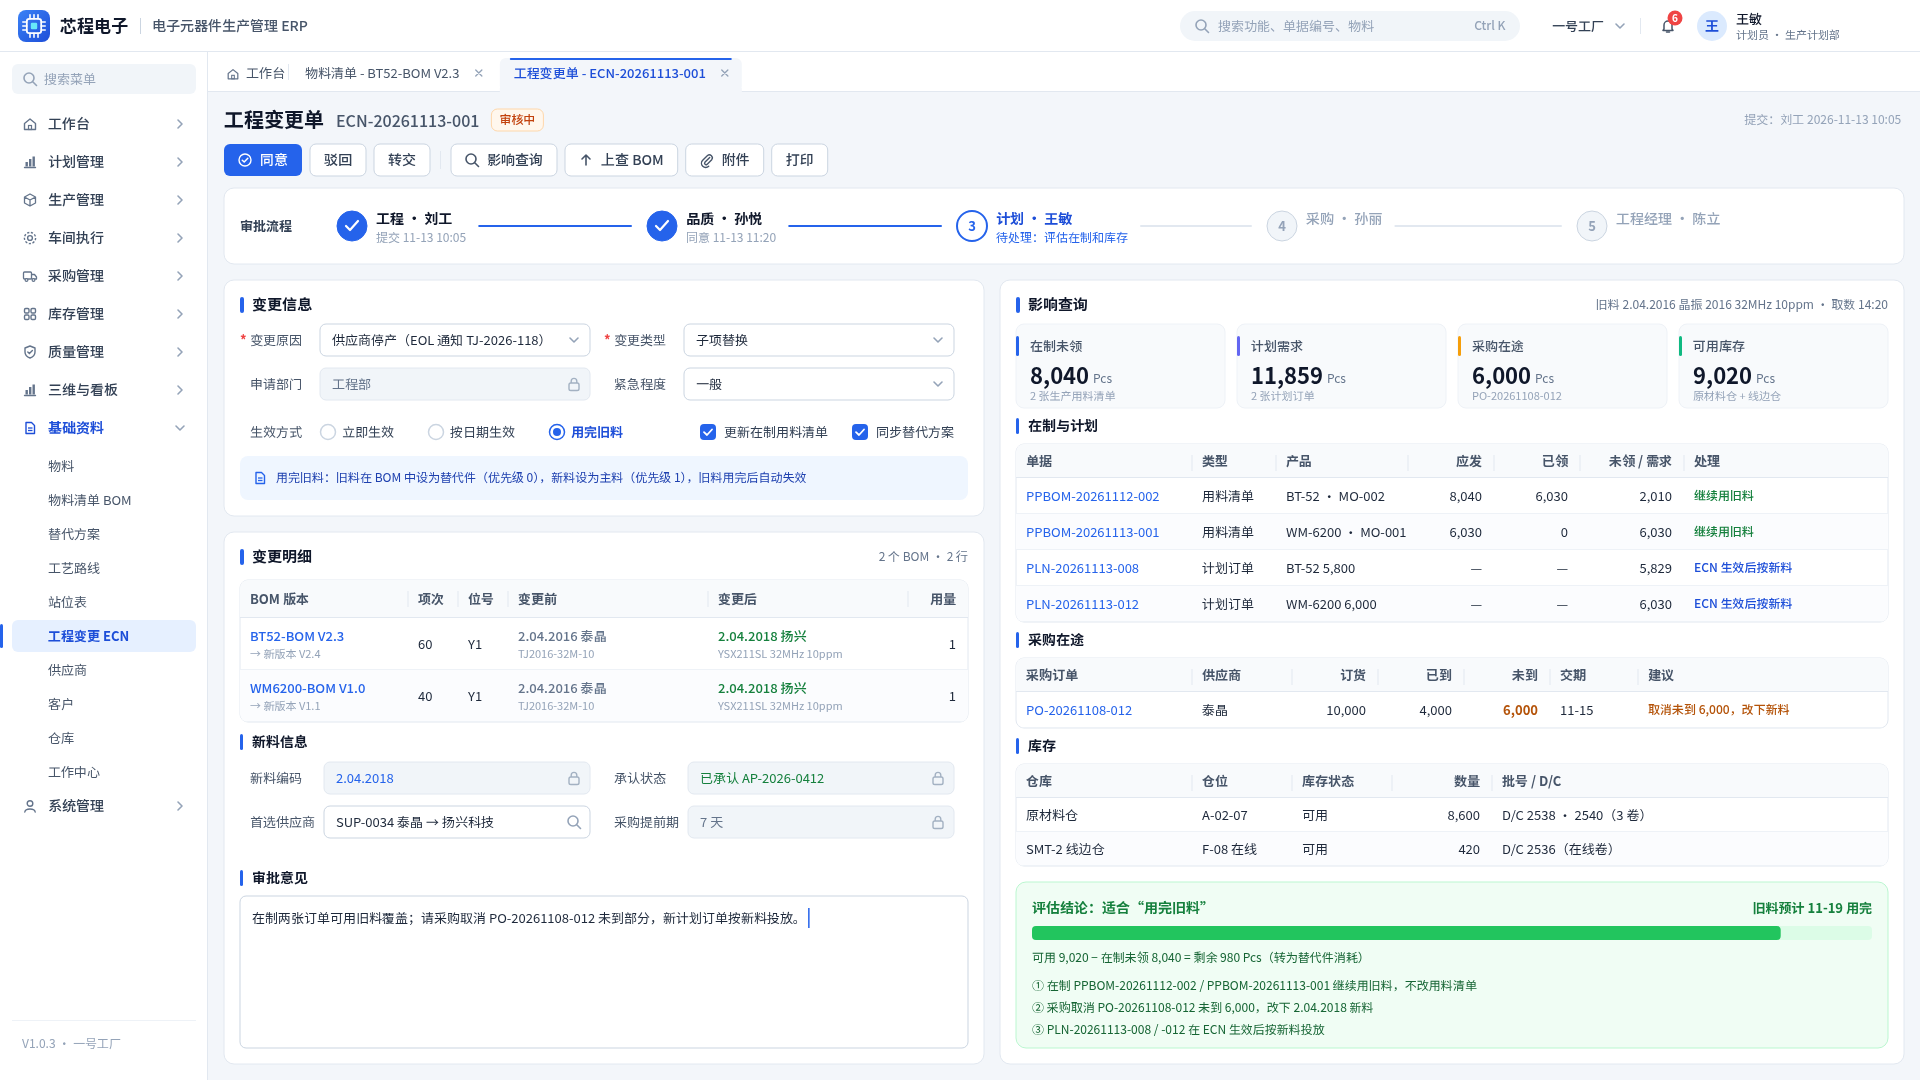 芯程电子
电子元器件生产管理 ERP
搜索功能、单据编号、物料
Ctrl K
一号工厂
6
王
王敏
计划员 · 生产计划部
搜索菜单
工作台
计划管理
生产管理
车间执行
采购管理
库存管理
质量管理
三维与看板
基础资料
物料
物料清单 BOM
替代方案
工艺路线
站位表
工程变更 ECN
供应商
客户
仓库
工作中心
系统管理
V1.0.3 · 一号工厂
工作台
物料清单 - BT52-BOM V2.3
工程变更单 - ECN-20261113-001
工程变更单
ECN-20261113-001
审核中
提交：刘工 2026-11-13 10:05
同意
驳回
转交
影响查询
上查 BOM
附件
打印
审批流程
工程 · 刘工
提交 11-13 10:05
品质 · 孙悦
同意 11-13 11:20
3
计划 · 王敏
待处理：评估在制和库存
4
采购 · 孙丽
5
工程经理 · 陈立
变更信息
* 变更原因
供应商停产（EOL 通知 TJ-2026-118）
* 变更类型
子项替换
申请部门
工程部
紧急程度
一般
生效方式
立即生效
按日期生效
用完旧料
更新在制用料清单
同步替代方案
用完旧料：旧料在 BOM 中设为替代件（优先级 0），新料设为主料（优先级 1），旧料用完后自动失效
变更明细
2 个 BOM · 2 行
BOM 版本 项次 位号 变更前 变更后 用量
BT52-BOM V2.3 60 Y1 2.04.2016 泰晶 2.04.2018 扬兴 1
→ 新版本 V2.4 TJ2016-32M-10 YSX211SL 32MHz 10ppm
WM6200-BOM V1.0 40 Y1 2.04.2016 泰晶 2.04.2018 扬兴 1
→ 新版本 V1.1 TJ2016-32M-10 YSX211SL 32MHz 10ppm
新料信息
新料编码
2.04.2018
承认状态
已承认 AP-2026-0412
首选供应商
SUP-0034 泰晶 → 扬兴科技
采购提前期
7 天
审批意见
在制两张订单可用旧料覆盖；请采购取消 PO-20261108-012 未到部分，新计划订单按新料投放。
影响查询
旧料 2.04.2016 晶振 2016 32MHz 10ppm · 取数 14:20
在制未领
8,040 Pcs
2 张生产用料清单
计划需求
11,859 Pcs
2 张计划订单
采购在途
6,000 Pcs
PO-20261108-012
可用库存
9,020 Pcs
原材料仓 + 线边仓
在制与计划
单据 类型 产品 应发 已领 未领 / 需求 处理
PPBOM-20261112-002 用料清单 BT-52 · MO-002 8,040 6,030 2,010 继续用旧料
PPBOM-20261113-001 用料清单 WM-6200 · MO-001 6,030 0 6,030 继续用旧料
PLN-20261113-008 计划订单 BT-52 5,800 — — 5,829 ECN 生效后按新料
PLN-20261113-012 计划订单 WM-6200 6,000 — — 6,030 ECN 生效后按新料
采购在途
采购订单 供应商 订货 已到 未到 交期 建议
PO-20261108-012 泰晶 10,000 4,000 6,000 11-15 取消未到 6,000，改下新料
库存
仓库 仓位 库存状态 数量 批号 / D/C
原材料仓 A-02-07 可用 8,600 D/C 2538 · 2540（3 卷）
SMT-2 线边仓 F-08 在线 可用 420 D/C 2536（在线卷）
评估结论：适合“用完旧料”
旧料预计 11-19 用完
可用 9,020 − 在制未领 8,040 = 剩余 980 Pcs（转为替代件消耗）
① 在制 PPBOM-20261112-002 / PPBOM-20261113-001 继续用旧料，不改用料清单
② 采购取消 PO-20261108-012 未到 6,000，改下 2.04.2018 新料
③ PLN-20261113-008 / -012 在 ECN 生效后按新料投放